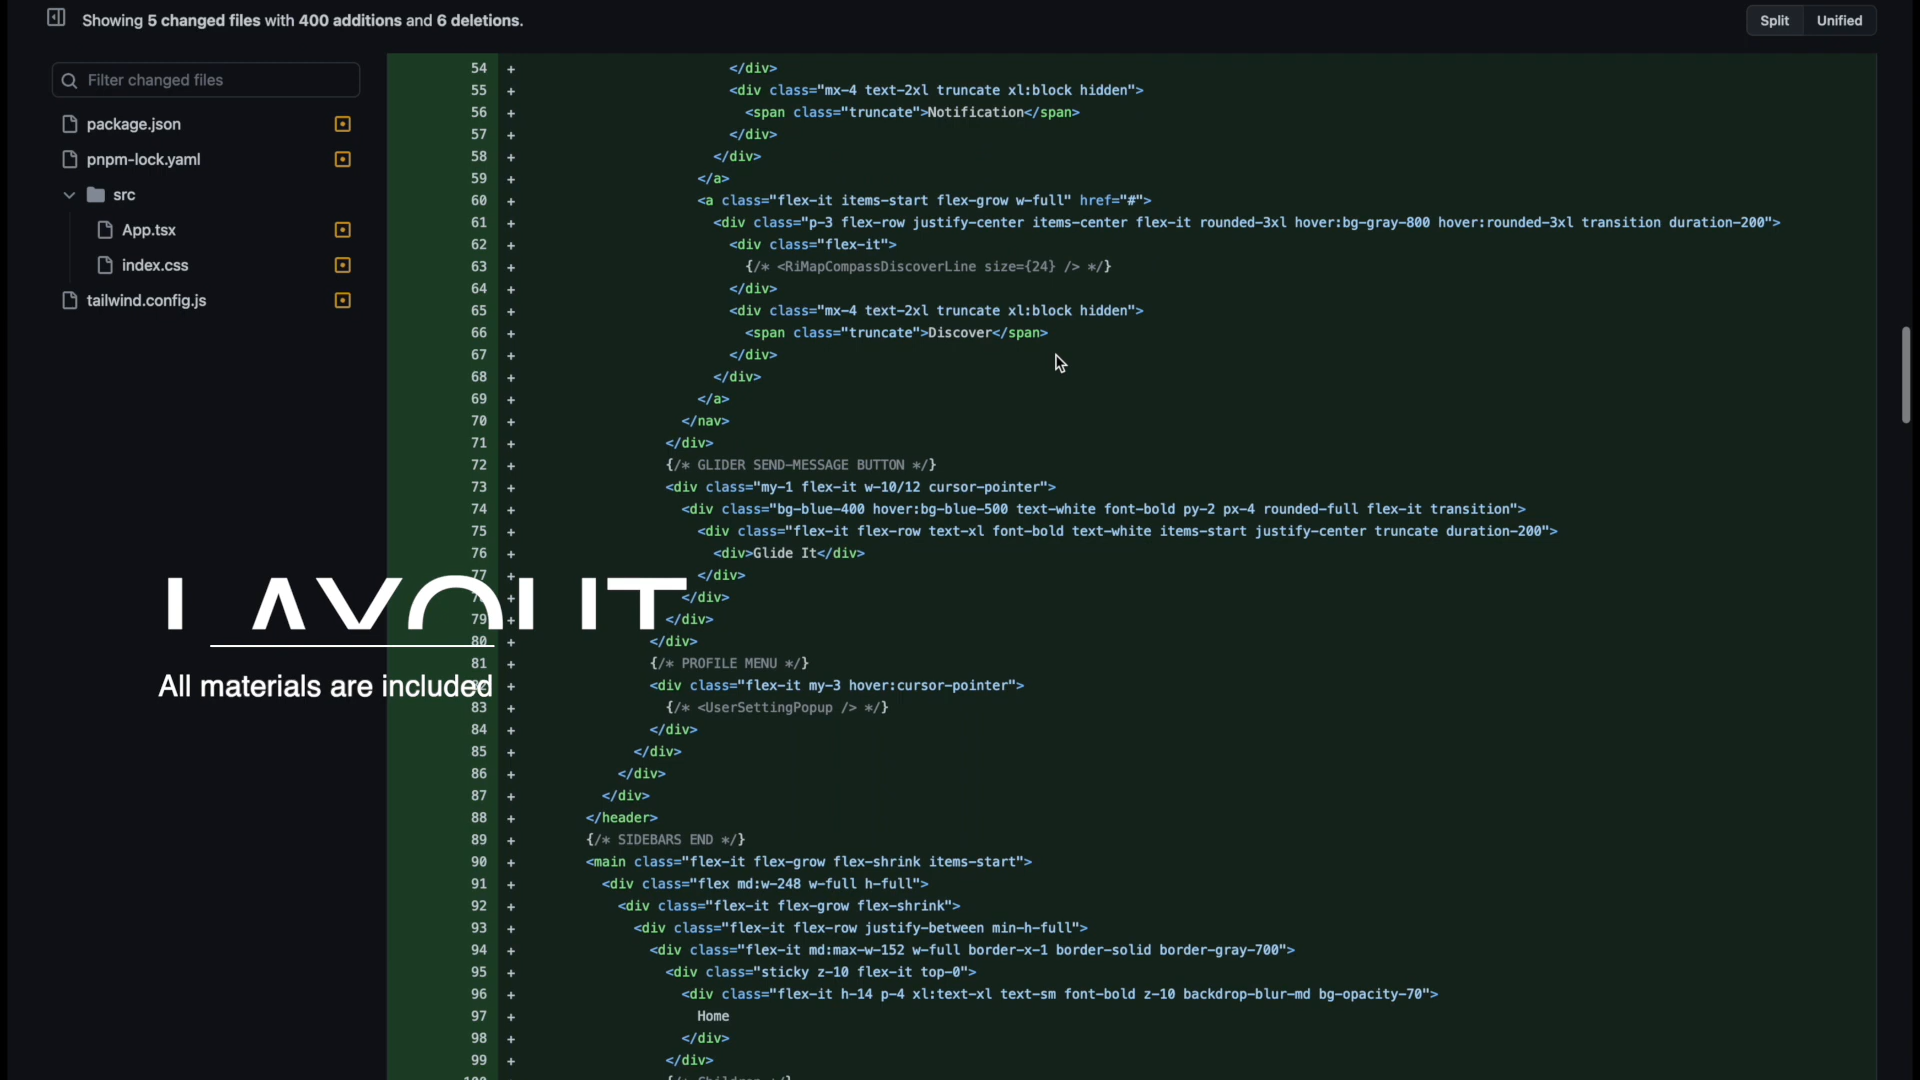 Showing 5 changed files with 400 additions and 6 deletions.
Split Unified
Filter changed files
package.json
pnpm-lock.yaml
src
App.tsx
index.css
tailwind.config.js
54 + </div>
55 + <div class="mx-4 text-2xl truncate xl:block hidden">
56 + <span class="truncate">Notification</span>
57 + </div>
58 + </div>
59 + </a>
60 + <a class="flex-it items-start flex-grow w-full" href="#">
61 + <div class="p-3 flex-row justify-center items-center flex-it rounded-3xl hover:bg-gray-800 hover:rounded-3xl transition duration-200">
62 + <div class="flex-it">
63 + {/* <RiMapCompassDiscoverLine size={24} /> */}
64 + </div>
65 + <div class="mx-4 text-2xl truncate xl:block hidden">
66 + <span class="truncate">Discover</span>
67 + </div>
68 + </div>
69 + </a>
70 + </nav>
71 + </div>
72 + {/* GLIDER SEND-MESSAGE BUTTON */}
73 + <div class="my-1 flex-it w-10/12 cursor-pointer">
74 + <div class="bg-blue-400 hover:bg-blue-500 text-white font-bold py-2 px-4 rounded-full flex-it transition">
75 + <div class="flex-it flex-row text-xl font-bold text-white items-start justify-center truncate duration-200">
76 + <div>Glide It</div>
77 + </div>
+ </div>
79 + </div>
80 + </div>
81 + {/* PROFILE MENU */}
+ <div class="flex-it my-3 hover:cursor-pointer">
83 + {/* <UserSettingPopup /> */}
84 + </div>
85 + </div>
86 + </div>
87 + </div>
88 + </header>
89 + {/* SIDEBARS END */}
90 + <main class="flex-it flex-grow flex-shrink items-start">
91 + <div class="flex md:w-248 w-full h-full">
92 + <div class="flex-it flex-grow flex-shrink">
93 + <div class="flex-it flex-row justify-between min-h-full">
94 + <div class="flex-it md:max-w-152 w-full border-x-1 border-solid border-gray-700">
95 + <div class="sticky z-10 flex-it top-0">
96 + <div class="flex-it h-14 p-4 xl:text-xl text-sm font-bold z-10 backdrop-blur-md bg-opacity-70">
97 + Home
98 + </div>
99 + </div>
LAYOUT
All materials are included